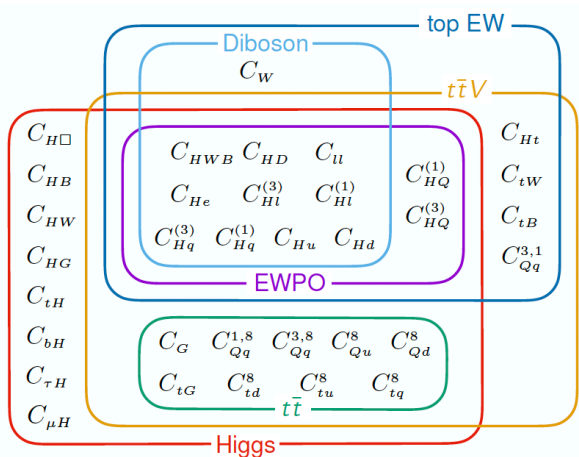 top EW
Diboson
C_W
tt̄V
C_{H□}
C_{HB}
C_{HW}
C_{HG}
C_{tH}
C_{bH}
C_{τH}
C_{μH}
C_{HWB} C_{HD} C_{ll}
C_{He} C_{Hl}^{(3)} C_{Hl}^{(1)}
C_{Hq}^{(3)} C_{Hq}^{(1)} C_{Hu} C_{Hd}
C_{HQ}^{(1)}
C_{HQ}^{(3)}
C_{Ht}
C_{tW}
C_{tB}
C_{Qq}^{3,1}
EWPO
C_G C_{Qq}^{1,8} C_{Qq}^{3,8} C_{Qu}^{8} C_{Qd}^{8}
C_{tG} C_{td}^{8} C_{tu}^{8} C_{tq}^{8}
tt̄
Higgs